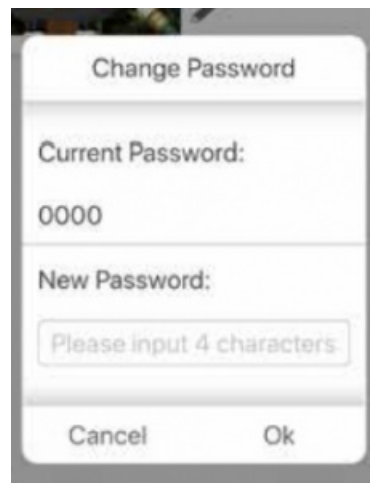 Change Password
Current Password:
0000
New Password:
Please input 4 characters
Cancel Ok